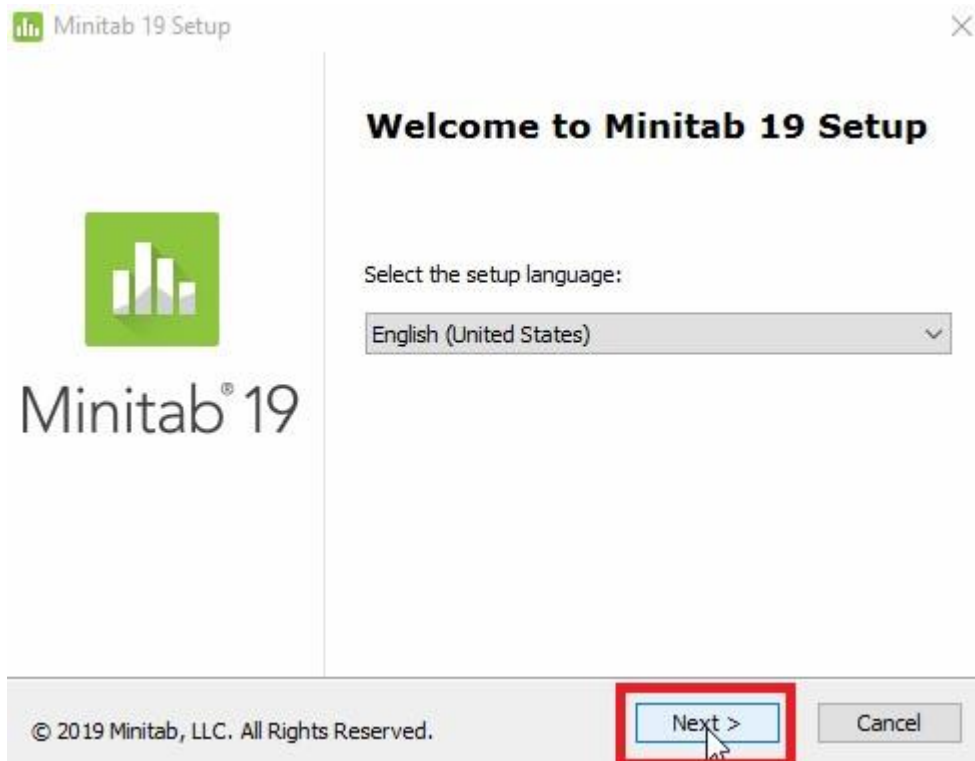 Minitab 19 Setup
Welcome to Minitab 19 Setup
Select the setup language:
English (United States)
Minitab® 19
© 2019 Minitab, LLC. All Rights Reserved.
Next >
Cancel